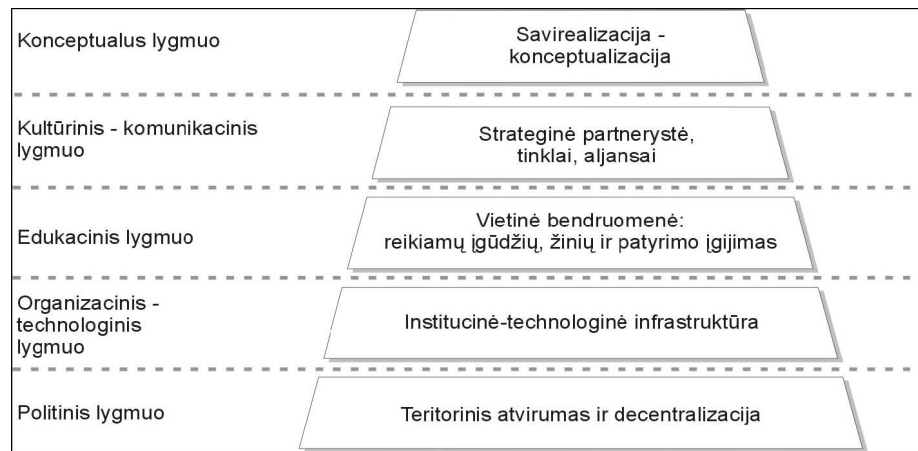 Konceptualus lygmuo
Savirealizacija -
konceptualizacija
Kultūrinis - komunikacinis
lygmuo
Strateginė partnerystė,
tinklai, aljansai
Edukacinis lygmuo
Vietinė bendruomenė:
reikiamų įgūdžių, žinių ir patyrimo įgijimas
Organizacinis -
technologinis
lygmuo
Institucinė-technologinė infrastruktūra
Politinis lygmuo
Teritorinis atvirumas ir decentralizacija